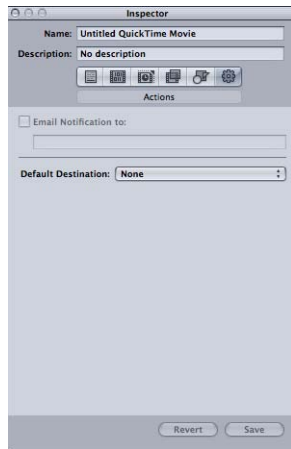 Inspector
Name: Untitled QuickTime Movie
Description: No description
Actions
Email Notification to:
Default Destination: None
Revert Save